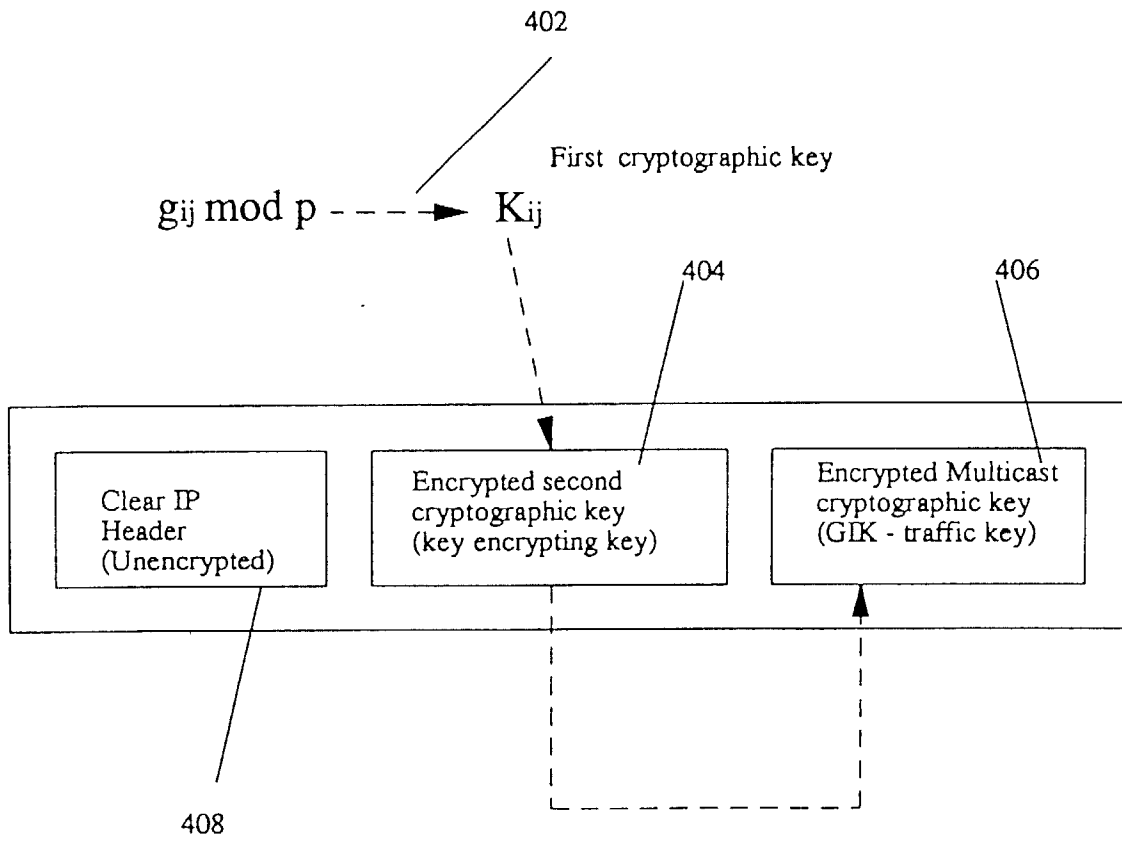 402
First cryptographic key
gij mod p
Kij
404
406
Clear IP
Header
(Unencrypted)
Encrypted second
cryptographic key
(key encrypting key)
Encrypted Multicast
cryptographic key
(GIK - traffic key)
408